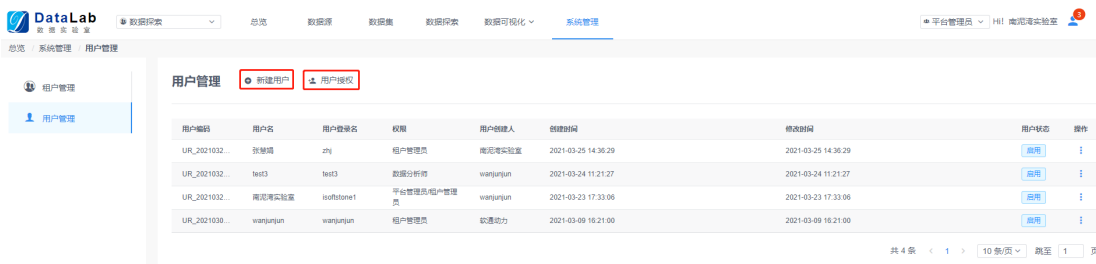 DataLab
数据实验室
数据探索
总览 数据源 数据集 数据探索 数据可视化 系统管理
平台管理员 Hi! 南泥湾实验室 3
总览 / 系统管理 / 用户管理
租户管理
用户管理
用户管理 新建用户 用户授权
用户编码 用户名 用户登录名 权限 用户创建人 创建时间 修改时间 用户状态 操作
UR_2021032... 张慧娟 zhj 租户管理员 南泥湾实验室 2021-03-25 14:36:29 2021-03-25 14:36:29 启用
UR_2021032... test3 test3 数据分析师 wanjunjun 2021-03-24 11:21:27 2021-03-24 11:21:27 启用
UR_2021032... 南泥湾实验室 isoftstone1 平台管理员/租户管理员 wanjunjun 2021-03-23 17:33:06 2021-03-23 17:33:06 启用
UR_2021030... wanjunjun wanjunjun 租户管理员 软通动力 2021-03-09 16:21:00 2021-03-09 16:21:00 启用
共 4 条 < 1 > 10 条/页 跳至 1 页